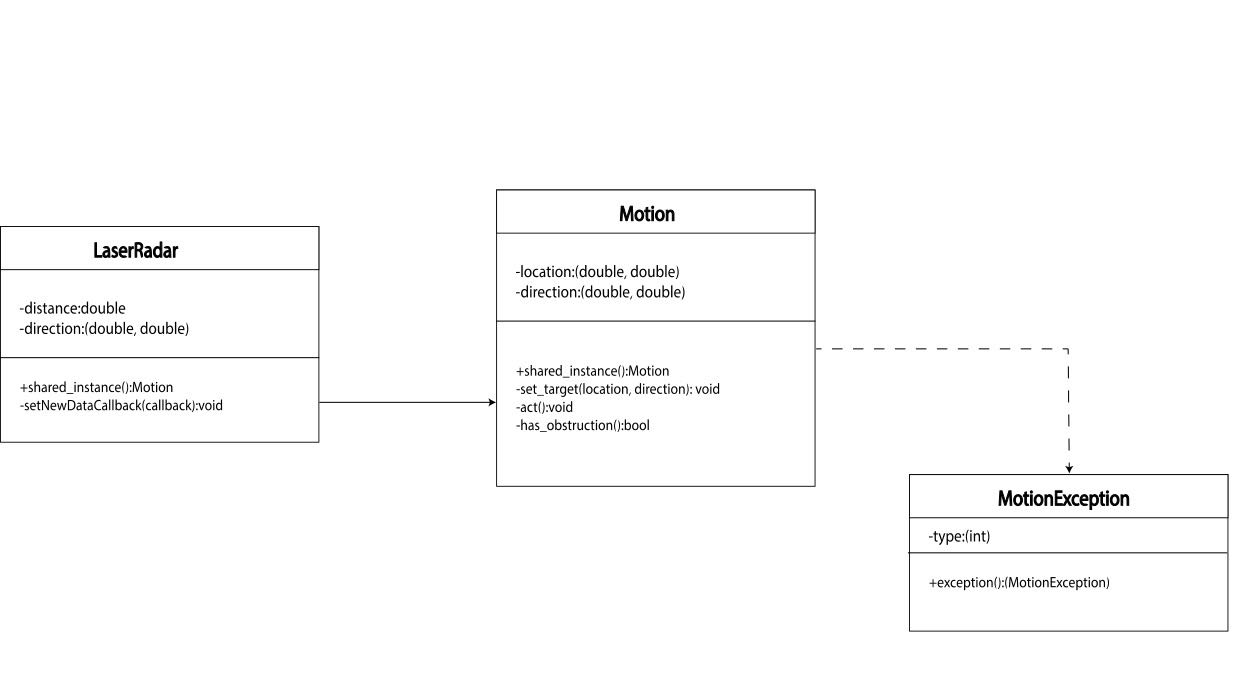 LaserRadar
-distance:double
-direction:(double, double)
+shared_instance():Motion
-setNewDataCallback(callback):void
Motion
-location:(double, double)
-direction:(double, double)
+shared_instance():Motion
-set_target(location, direction): void
-act():void
-has_obstruction():bool
MotionException
-type:(int)
+exception():(MotionException)